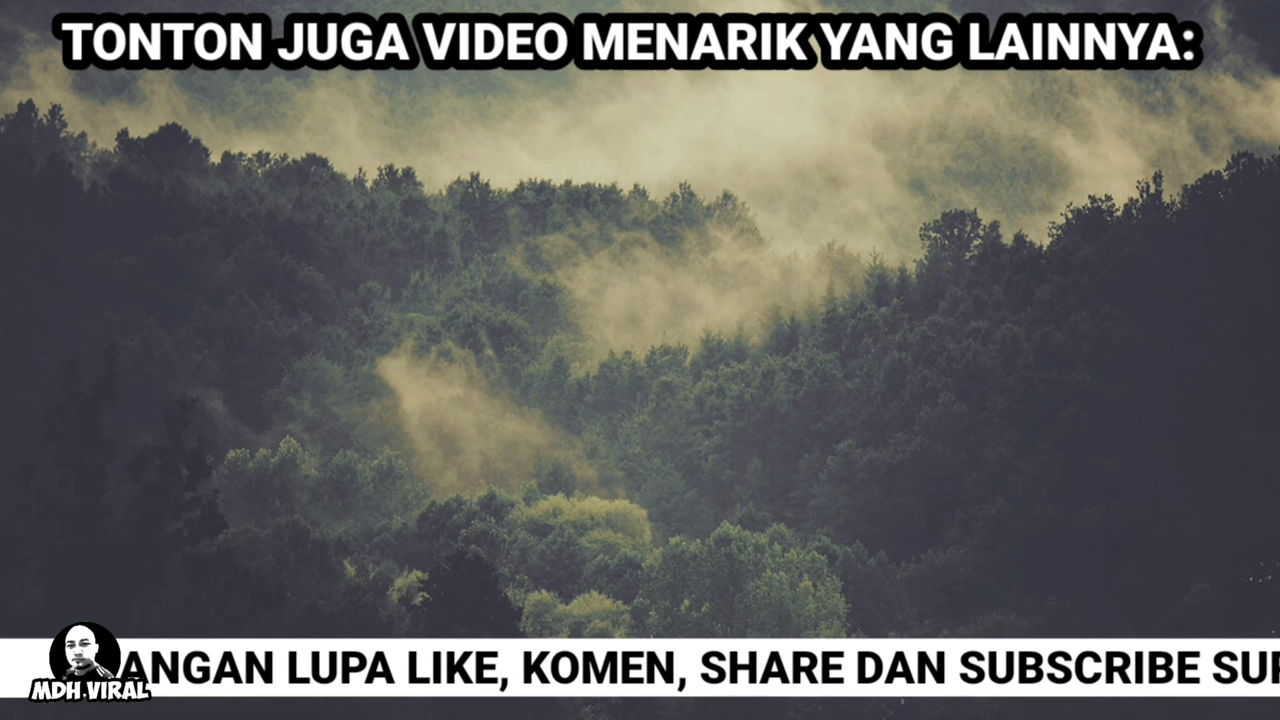 TONTON JUGA VIDEO MENARIK YANG LAINNYA:
ANGAN LUPA LIKE, KOMEN, SHARE DAN SUBSCRIBE
MDH VIRAL